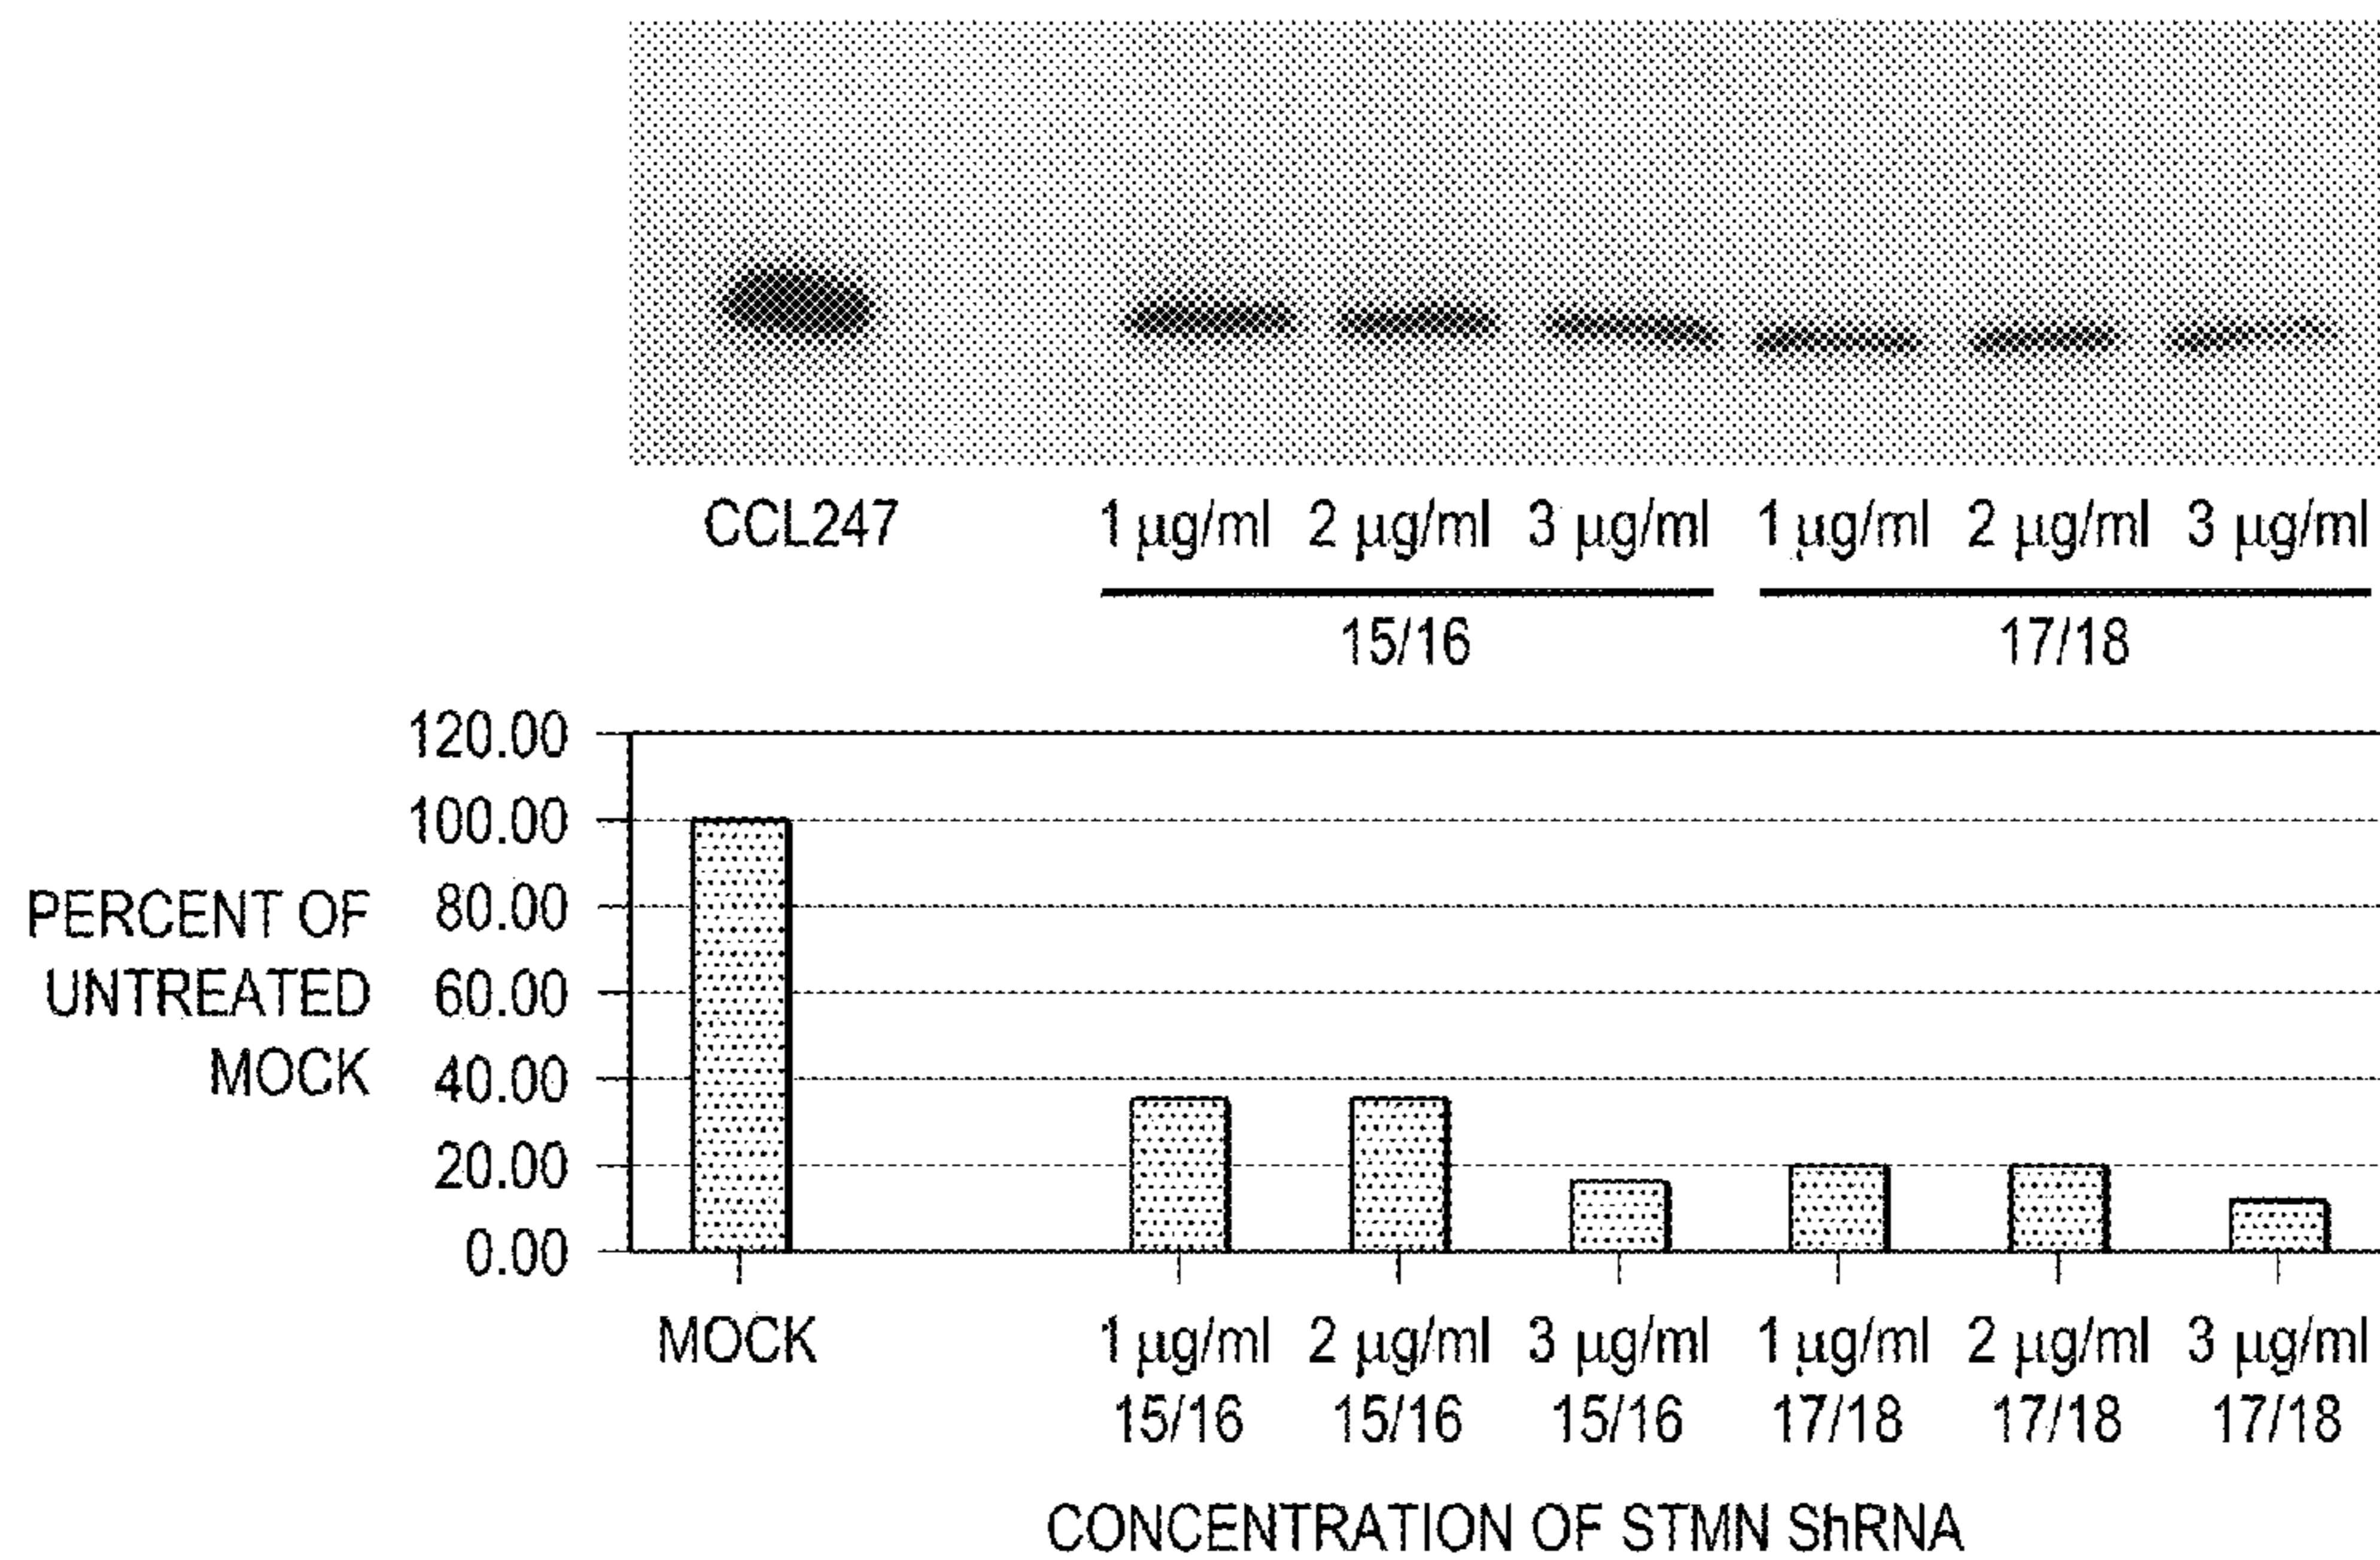 CCL247 1 µg/ml 2 µg/ml 3 µg/ml 1 µg/ml 2 µg/ml 3 µg/ml
15/16 17/18
120.00
100.00
80.00
60.00
40.00
20.00
0.00
PERCENT OF
UNTREATED
MOCK
MOCK 1 µg/ml 2 µg/ml 3 µg/ml 1 µg/ml 2 µg/ml 3 µg/ml
15/16 15/16 15/16 17/18 17/18 17/18
CONCENTRATION OF STMN ShRNA